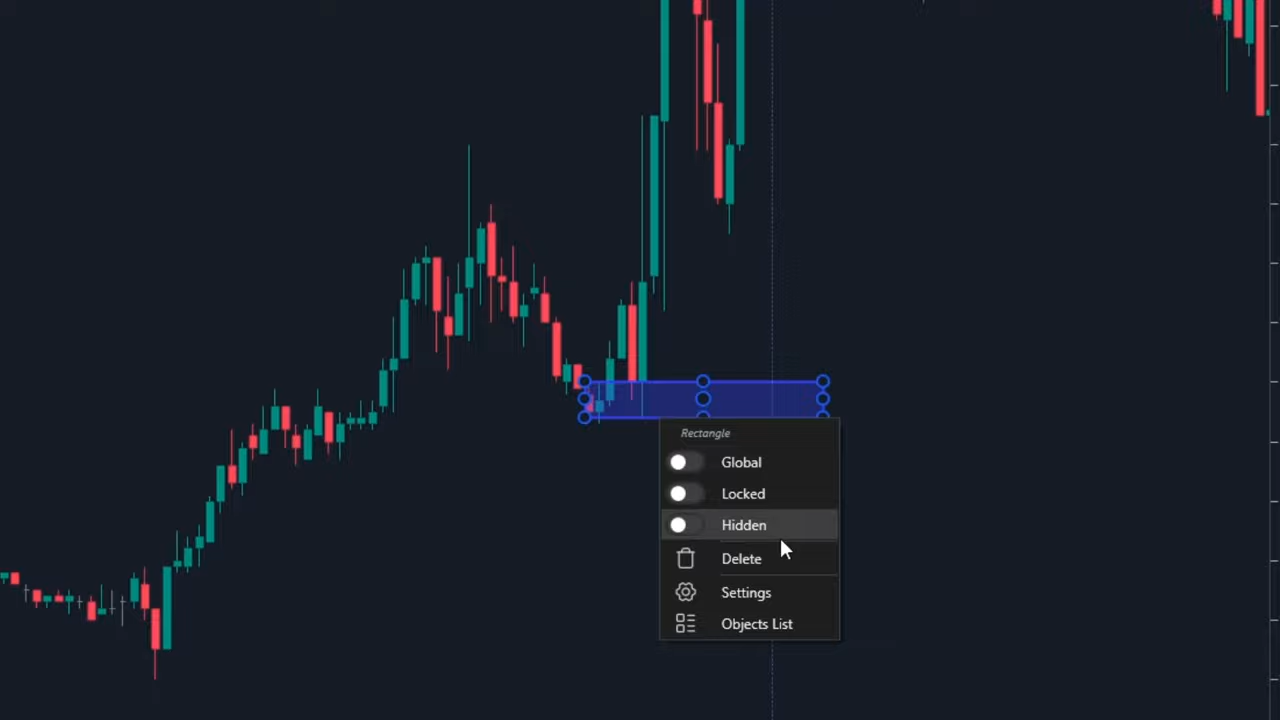 Rectangle
Global
Locked
Hidden
Delete
Settings
Objects List